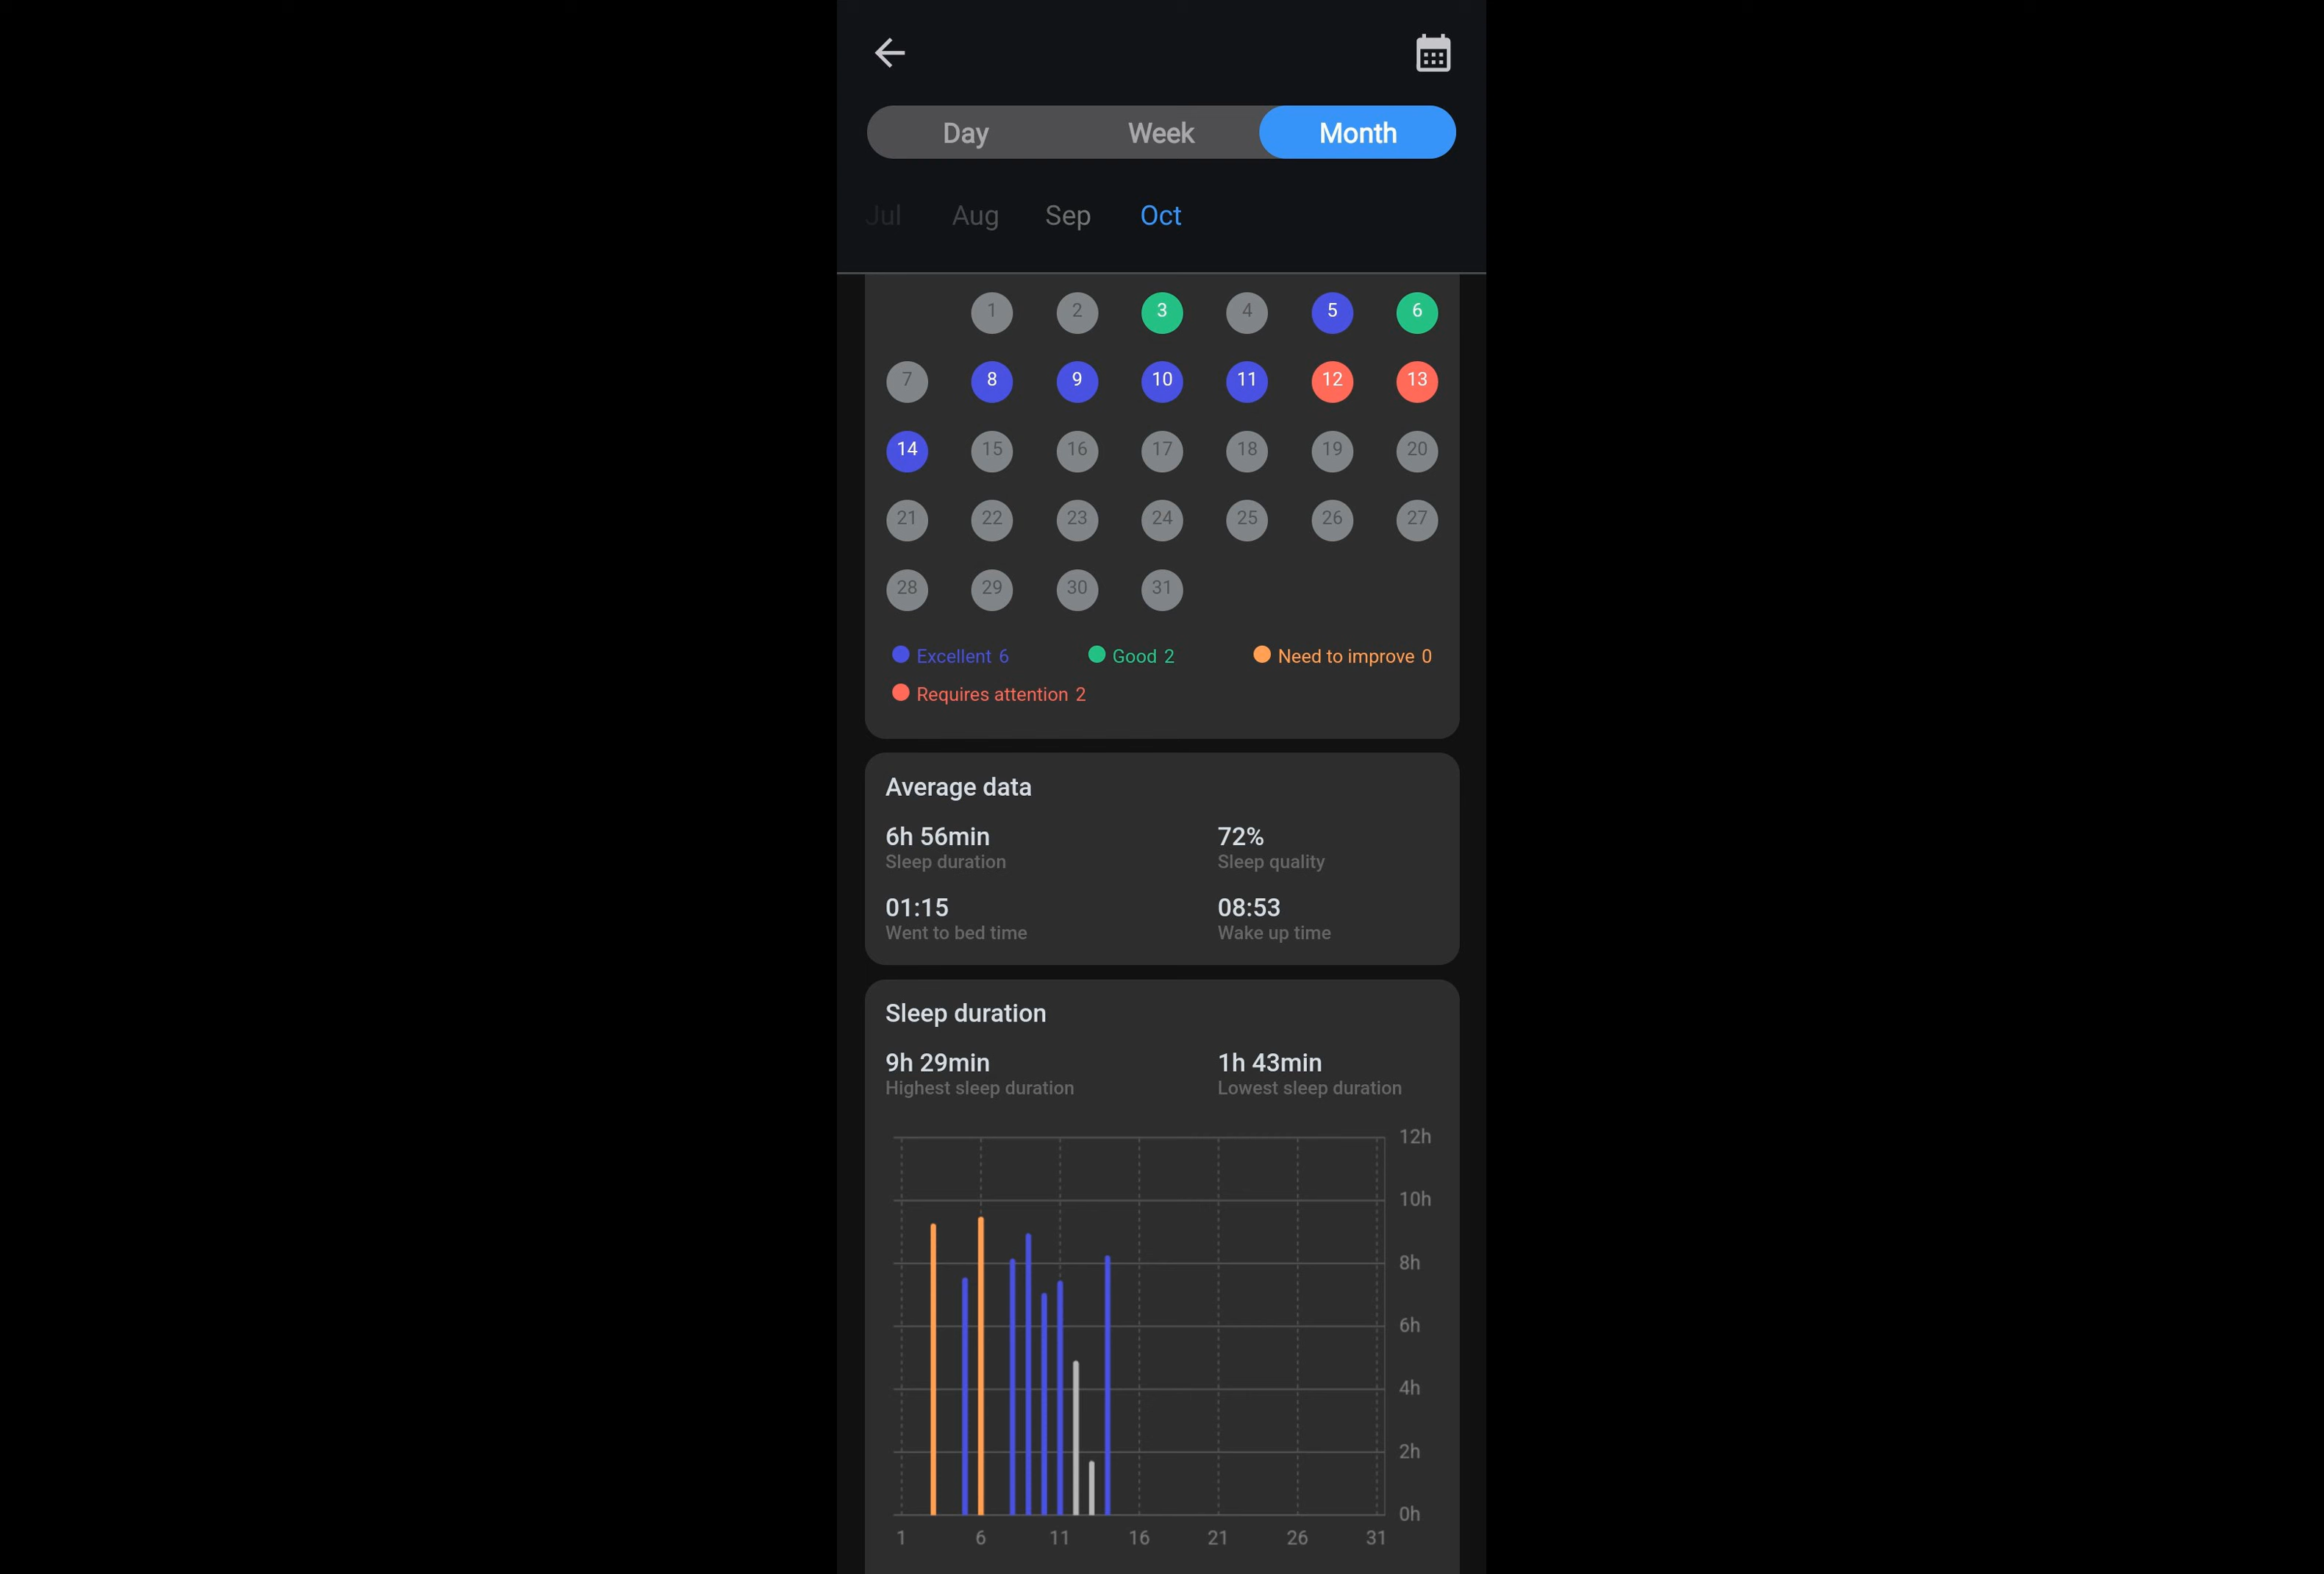 Day Week Month
Jul Aug Sep Oct
1 2 3 4 5 6
7 8 9 10 11 12 13
14 15 16 17 18 19 20
21 22 23 24 25 26 27
28 29 30 31
Excellent 6 Good 2 Need to improve 0
Requires attention 2
Average data
6h 56min 72%
Sleep duration Sleep quality
01:15 08:53
Went to bed time Wake up time
Sleep duration
9h 29min 1h 43min
Highest sleep duration Lowest sleep duration
12h
10h
8h
6h
4h
2h
0h
1 6 11 16 21 26 31